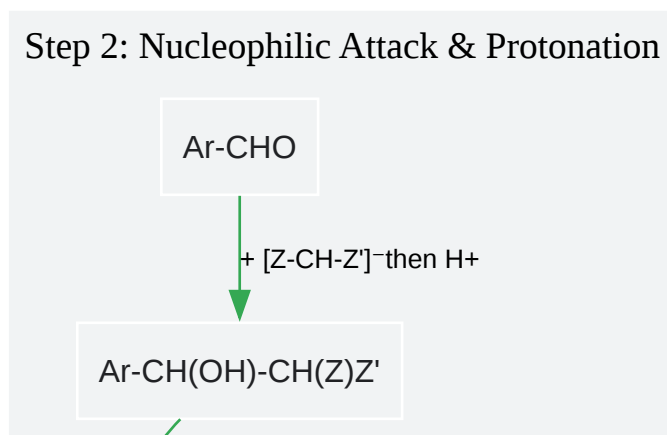 Step 2: Nucleophilic Attack & Protonation
Ar-CHO
+ [Z-CH-Z']⁻then H+
Ar-CH(OH)-CH(Z)Z'